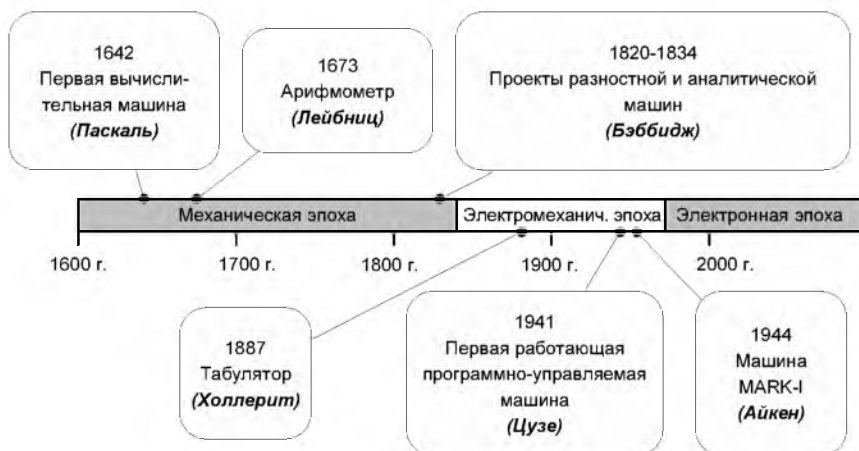 1642
Первая вычисли-
тельная машина
(Паскаль)
1673
Арифмометр
(Лейбниц)
1820-1834
Проекты разностной и аналитической
машин
(Бэббидж)
Механическая эпоха
Электромеханич. эпоха
Электронная эпоха
1600 г.
1700 г.
1800 г.
1900 г.
2000 г.
1887
Табулятор
(Холлерит)
1941
Первая работающая
программно-управляемая
машина
(Цузе)
1944
Машина
MARK-I
(Айкен)